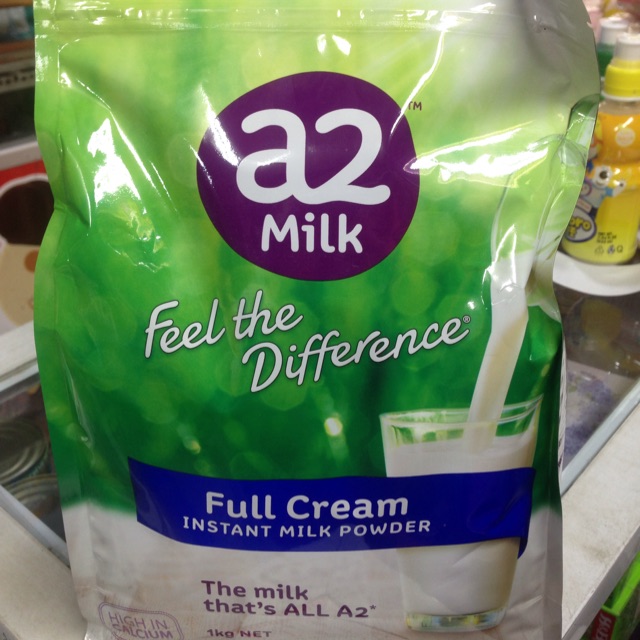 a2™
Milk
Feel the
Difference®
Full Cream
INSTANT MILK POWDER
The milk
that's ALL A2*
HIGH IN
CALCIUM
1kg NET